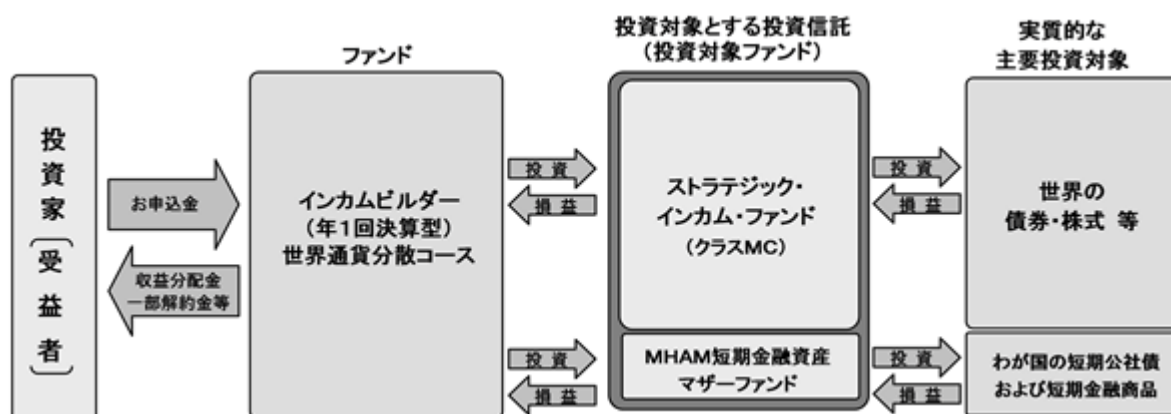 投資家〔受益者〕
お申込金
収益分配金
一部解約金等
ファンド
インカムビルダー
（年１回決算型）
世界通貨分散コース
投資
損益
投資
損益
投資対象とする投資信託
（投資対象ファンド）
ストラテジック・
インカム・ファンド
（クラスMC）
MHAM短期金融資産
マザーファンド
投資
損益
投資
損益
実質的な
主要投資対象
世界の
債券・株式 等
わが国の短期公社債
および短期金融商品